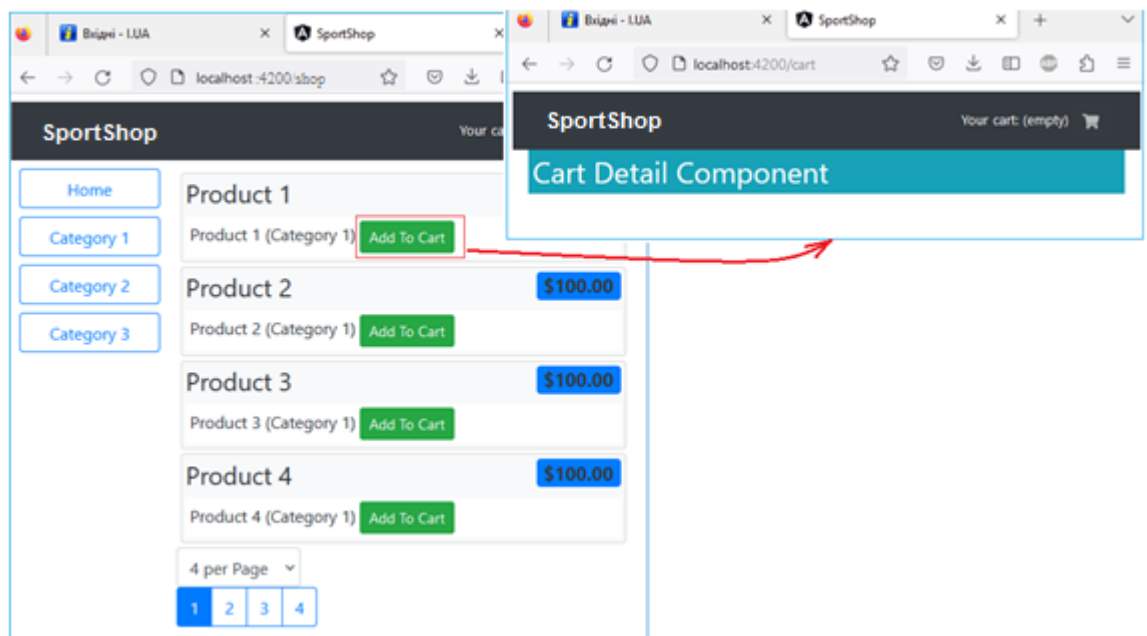 Вхідні - I.UA
SportShop
localhost:4200/shop
SportShop
Your ca
Home
Category 1
Category 2
Category 3
Product 1
Product 1 (Category 1) Add To Cart
Product 2 $100.00
Product 2 (Category 1) Add To Cart
Product 3 $100.00
Product 3 (Category 1) Add To Cart
Product 4 $100.00
Product 4 (Category 1) Add To Cart
4 per Page
1 2 3 4
Вхідні - I.UA
SportShop
localhost:4200/cart
SportShop
Your cart: (empty)
Cart Detail Component